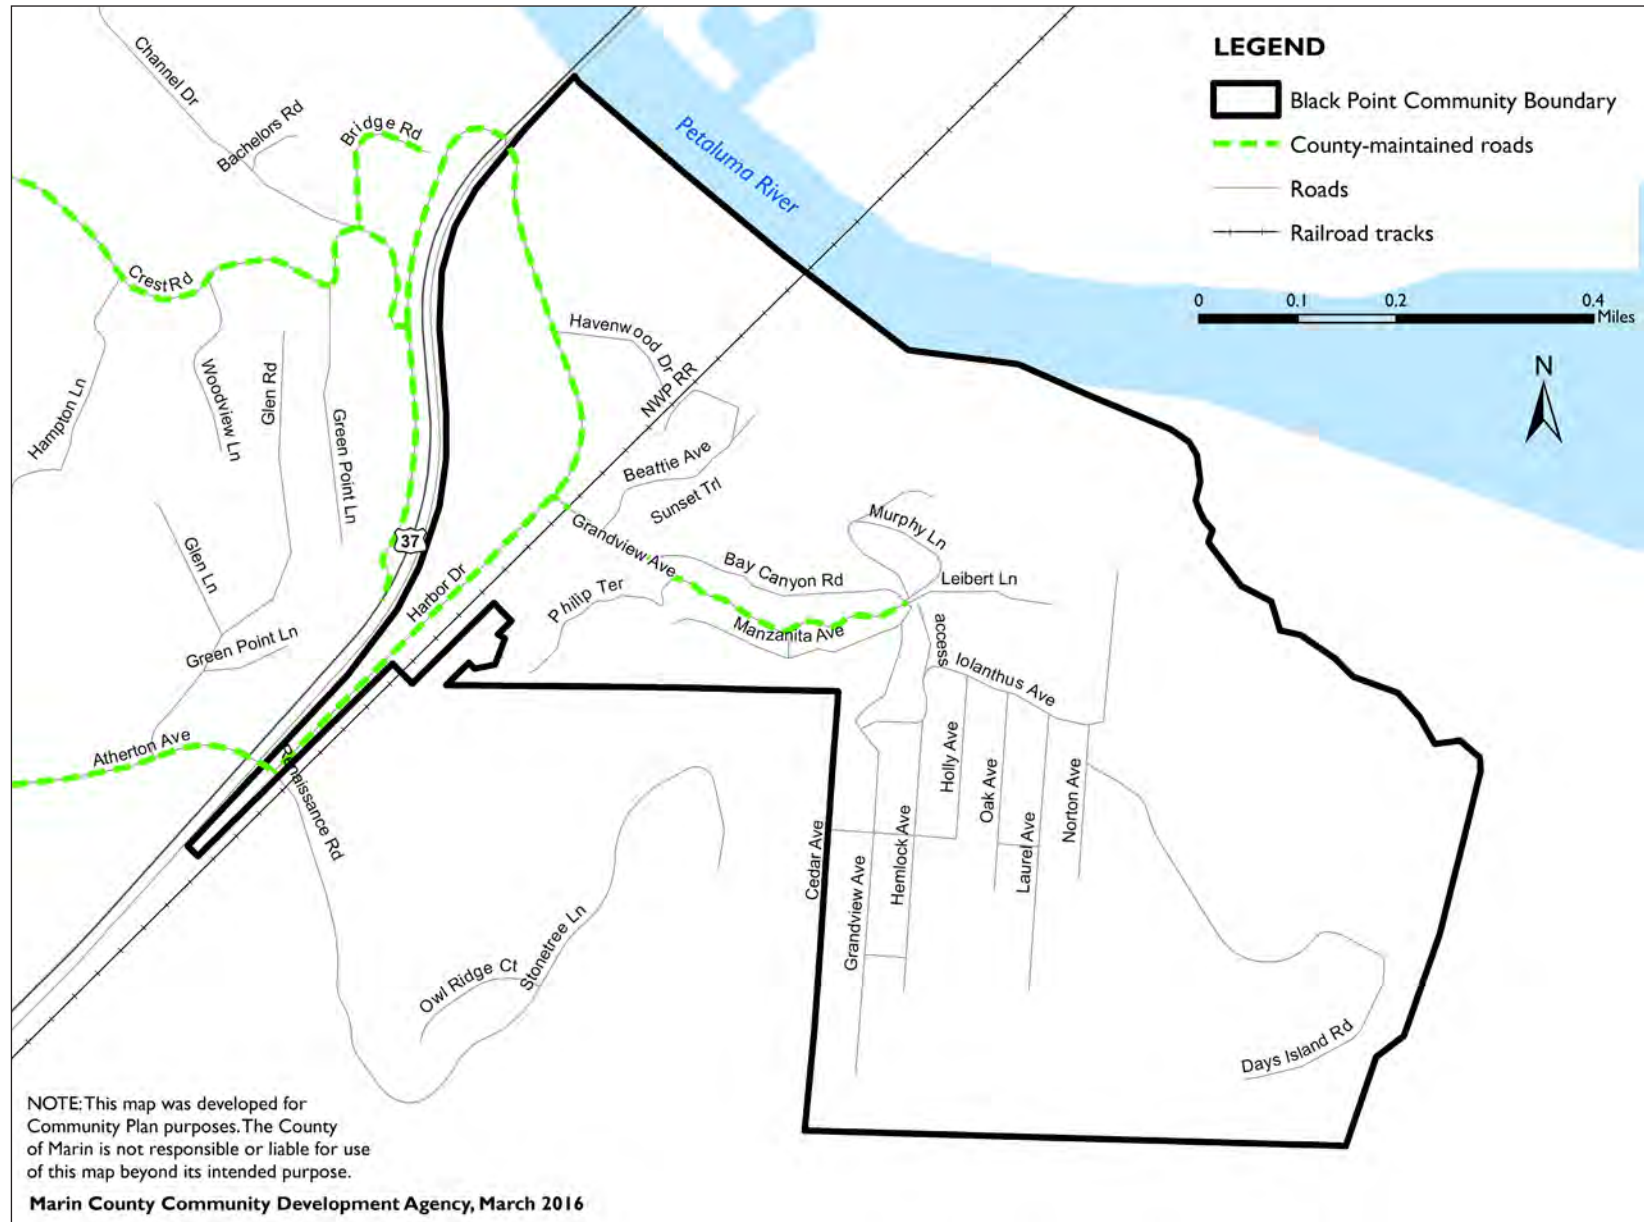 LEGEND
Black Point Community Boundary
County-maintained roads
Roads
Railroad tracks
0 0.1 0.2 0.4
Miles
N
Petaluma River
Channel Dr
Bachelors Rd
Bridge Rd
Crest Rd
Hampton Ln
Woodview Ln
Glen Rd
Green Point Ln
Glen Ln
Green Point Ln
Atherton Ave
37
Harbor Dr
Renaissance Rd
Havenwood Dr
NWP RR
Beattie Ave
Sunset Trl
Grandview Ave
Philip Ter
Bay Canyon Rd
Manzanita Ave
Murphy Ln
Leibert Ln
access
Iolanthus Ave
Holly Ave
Oak Ave
Laurel Ave
Norton Ave
Cedar Ave
Grandview Ave
Hemlock Ave
Owl Ridge Ct
Stonetree Ln
Days Island Rd
NOTE: This map was developed for
Community Plan purposes. The County
of Marin is not responsible or liable for use
of this map beyond its intended purpose.
Marin County Community Development Agency, March 2016